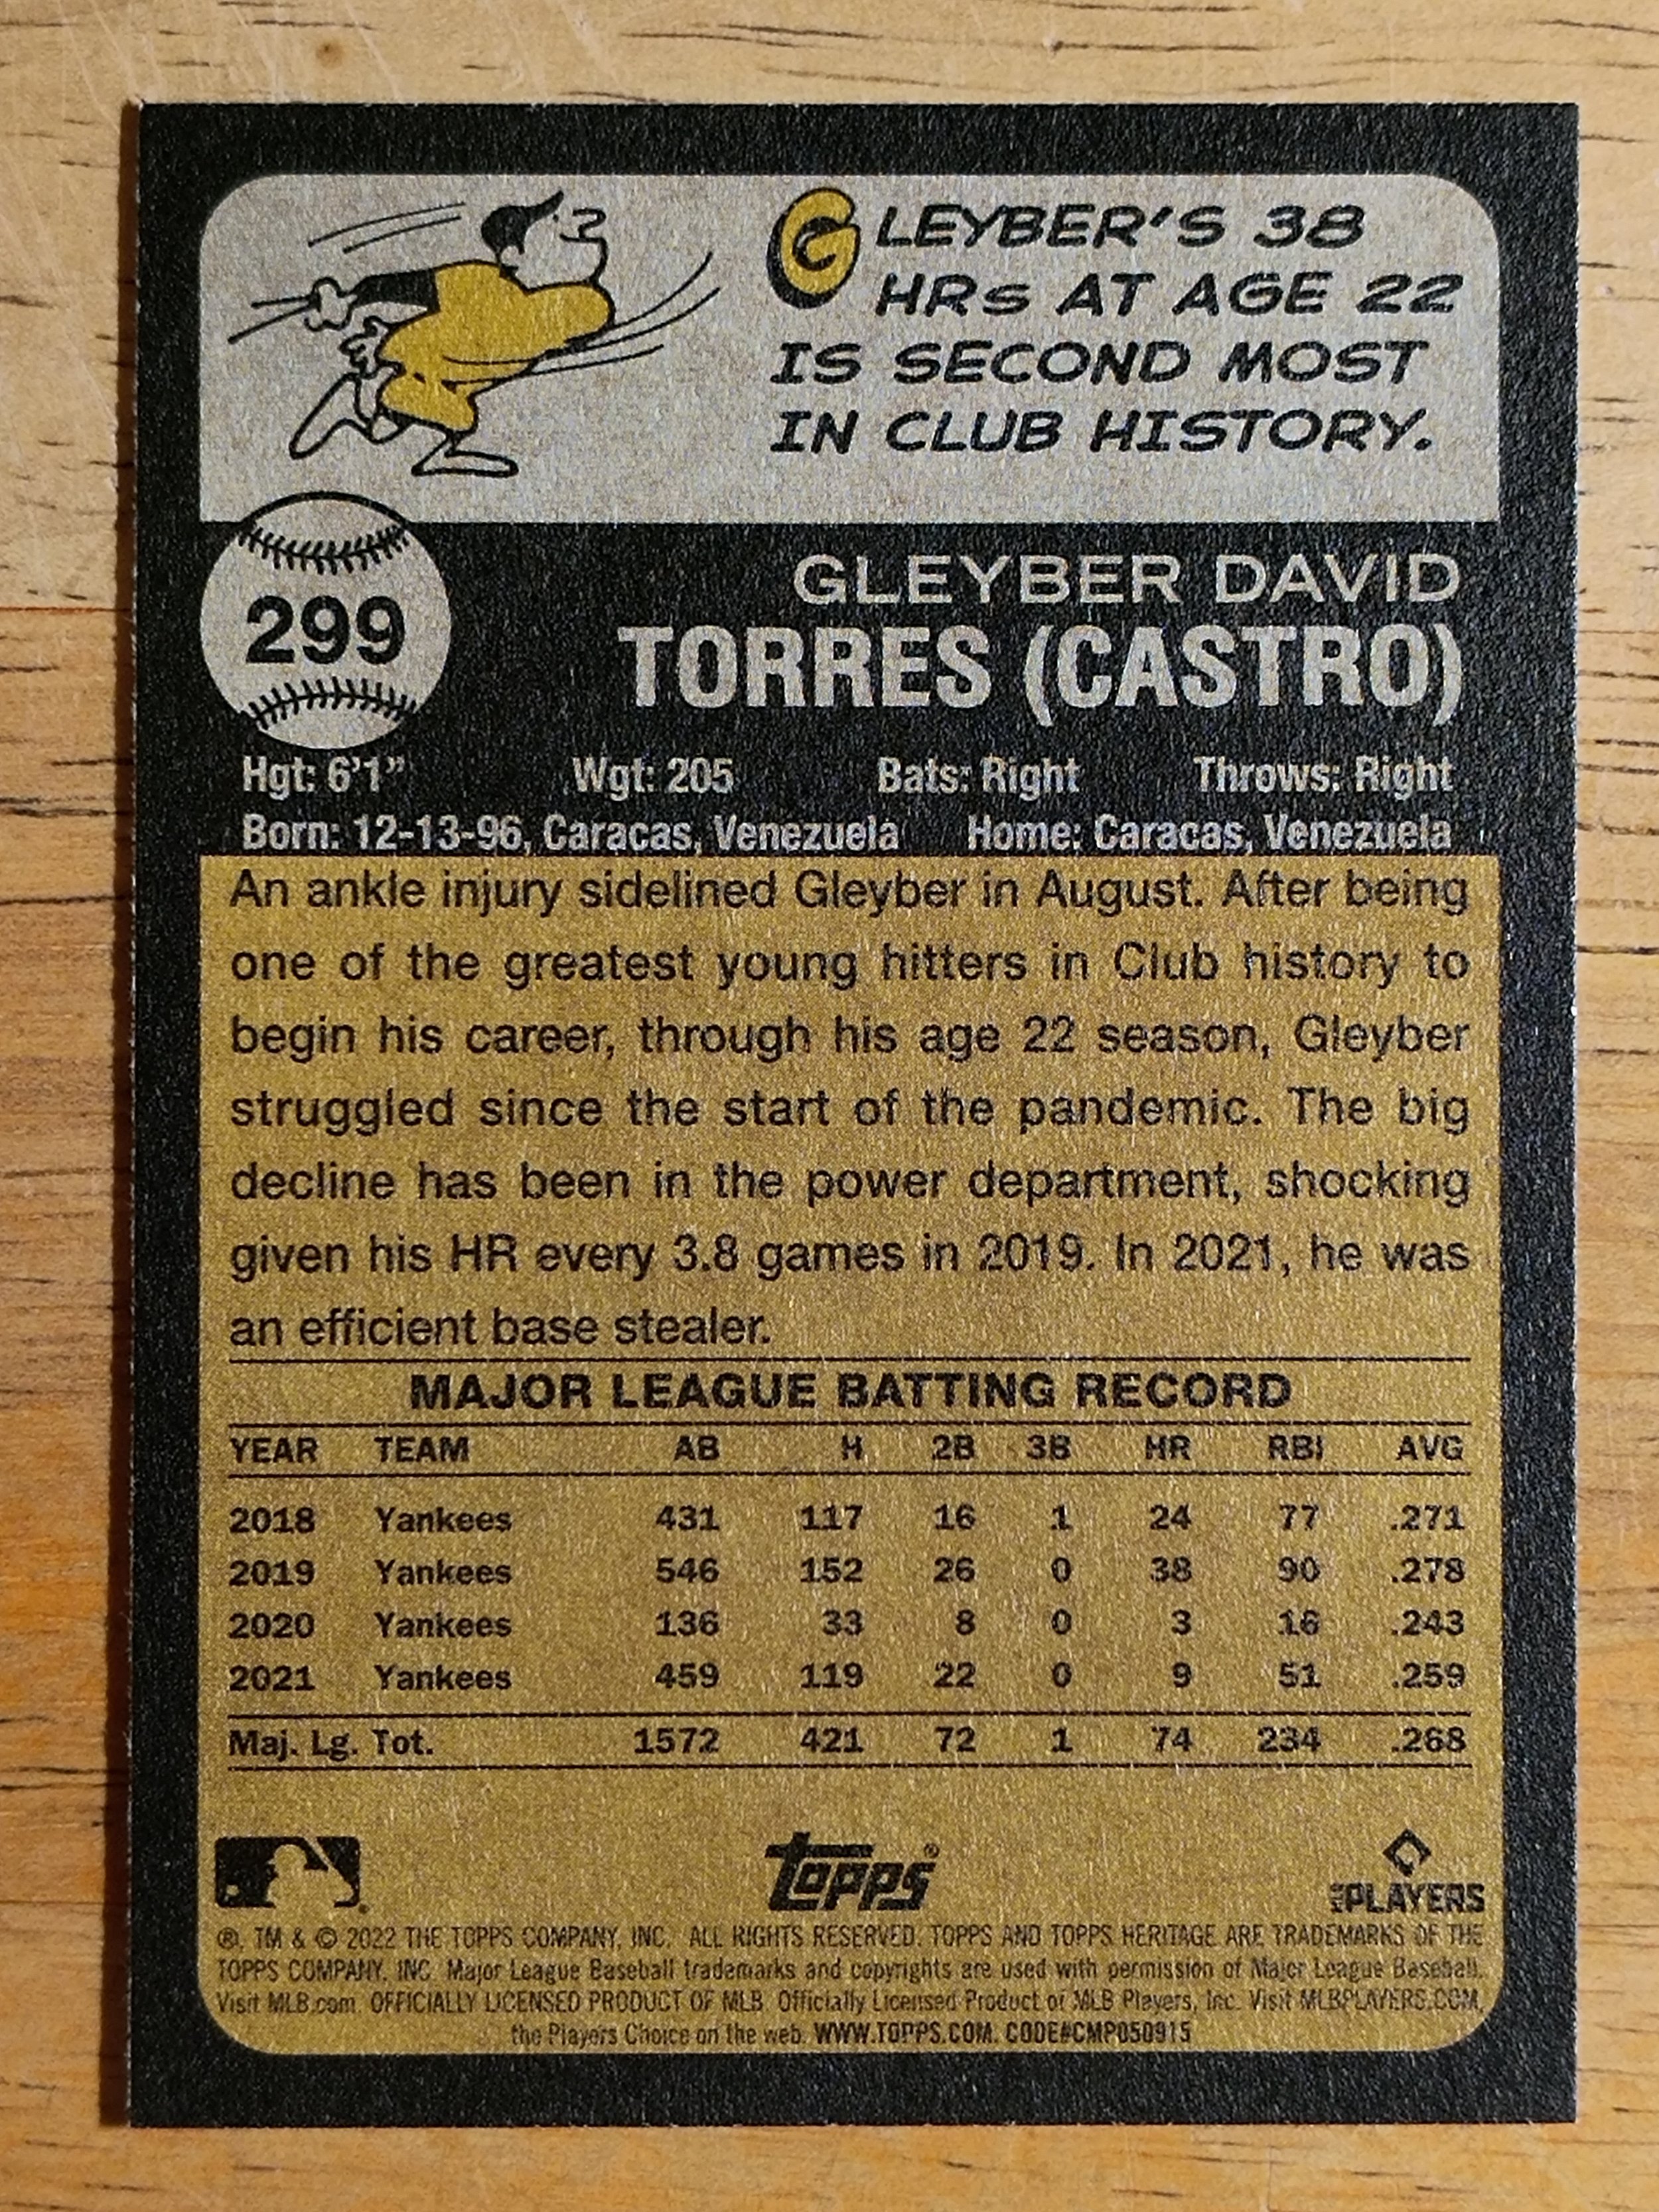 GLEYBER'S 38
HRs AT AGE 22
IS SECOND MOST
IN CLUB HISTORY.
299
GLEYBER DAVID
TORRES (CASTRO)
Hgt: 6'1" Wgt: 205 Bats: Right Throws: Right
Born: 12-13-96, Caracas, Venezuela Home: Caracas, Venezuela
An ankle injury sidelined Gleyber in August. After being
one of the greatest young hitters in Club history to
begin his career, through his age 22 season, Gleyber
struggled since the start of the pandemic. The big
decline has been in the power department, shocking
given his HR every 3.8 games in 2019. In 2021, he was
an efficient base stealer.
MAJOR LEAGUE BATTING RECORD
YEAR TEAM AB H 2B 3B HR RBI AVG
2018 Yankees 431 117 16 1 24 77 .271
2019 Yankees 546 152 26 0 38 90 .278
2020 Yankees 136 33 8 0 3 16 .243
2021 Yankees 459 119 22 0 9 51 .259
Maj. Lg. Tot. 1572 421 72 1 74 234 .268
topps®
PLAYERS
®, TM & © 2022 THE TOPPS COMPANY, INC. ALL RIGHTS RESERVED. TOPPS AND TOPPS HERITAGE ARE TRADEMARKS OF THE
TOPPS COMPANY, INC. Major League Baseball trademarks and copyrights are used with permission of Major League Baseball.
Visit MLB.com. OFFICIALLY LICENSED PRODUCT OF MLB. Officially Licensed Product of MLB Players, Inc. Visit MLBPLAYERS.COM,
the Players Choice on the web. WWW.TOPPS.COM. CODE#CMP050915